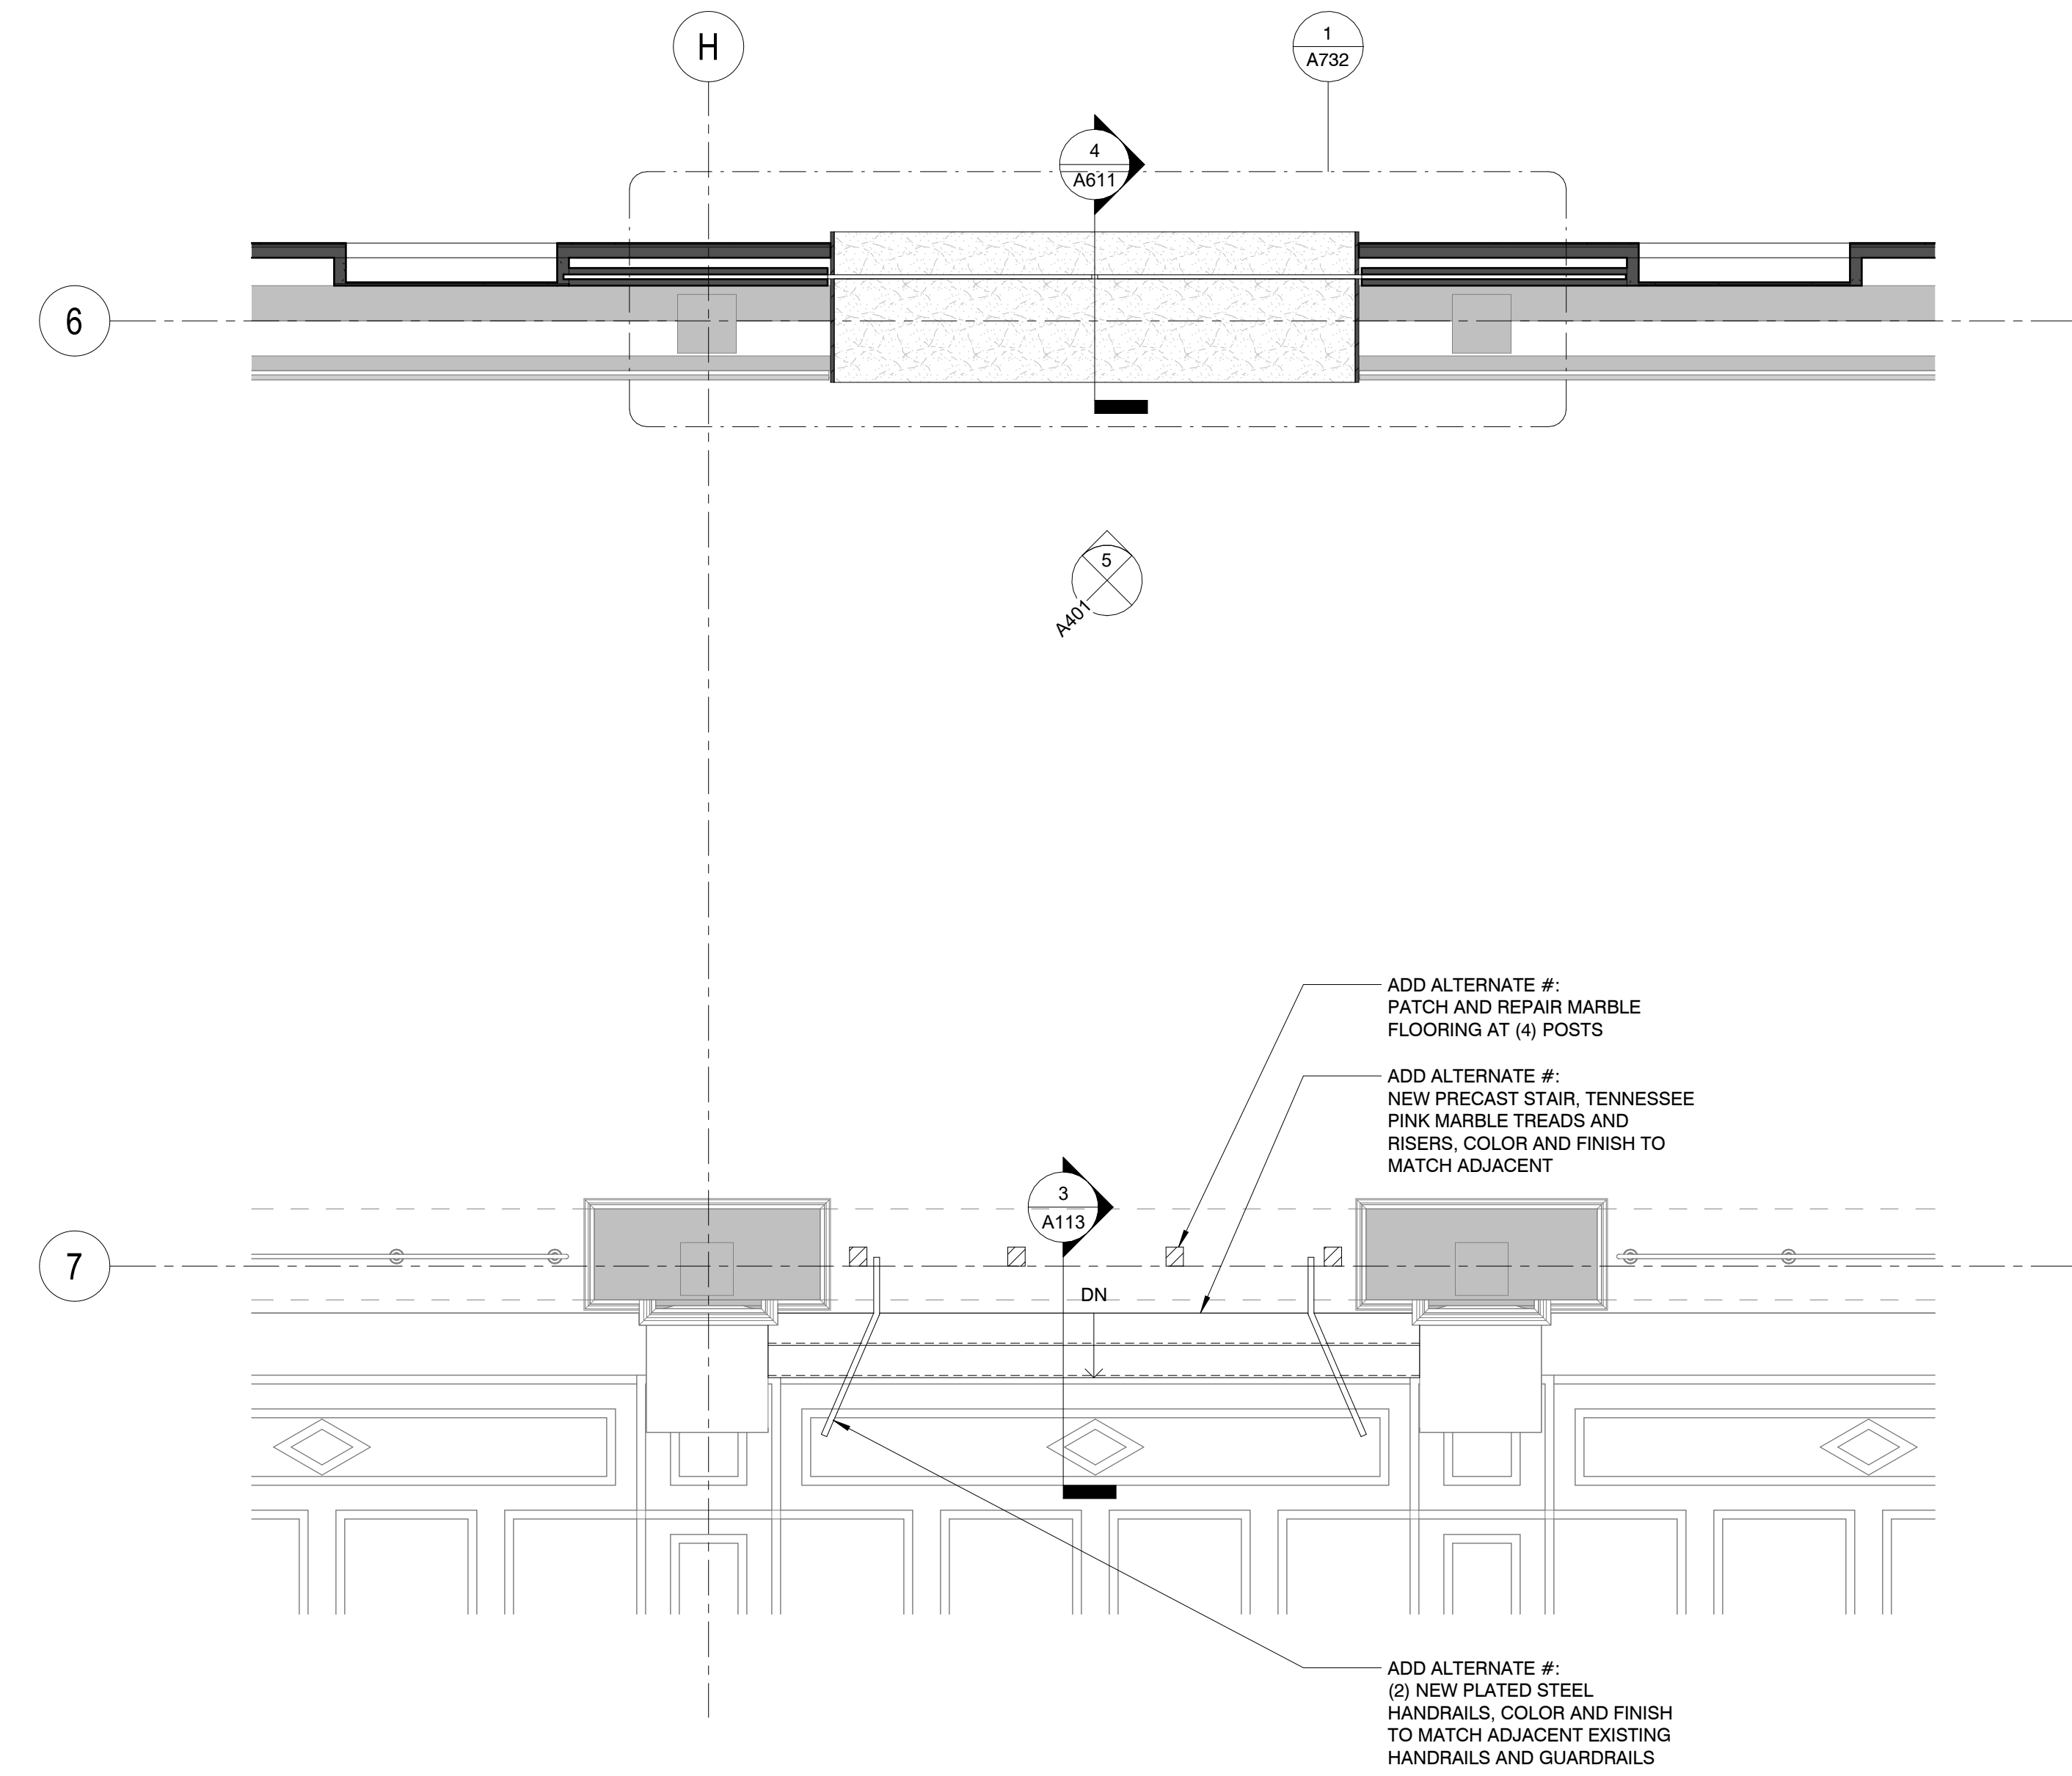 H
1
A732
4
A611
6
5
A401
ADD ALTERNATE #:
PATCH AND REPAIR MARBLE
FLOORING AT (4) POSTS
ADD ALTERNATE #:
NEW PRECAST STAIR, TENNESSEE
PINK MARBLE TREADS AND
RISERS, COLOR AND FINISH TO
MATCH ADJACENT
3
A113
7
DN
ADD ALTERNATE #:
(2) NEW PLATED STEEL
HANDRAILS, COLOR AND FINISH
TO MATCH ADJACENT EXISTING
HANDRAILS AND GUARDRAILS